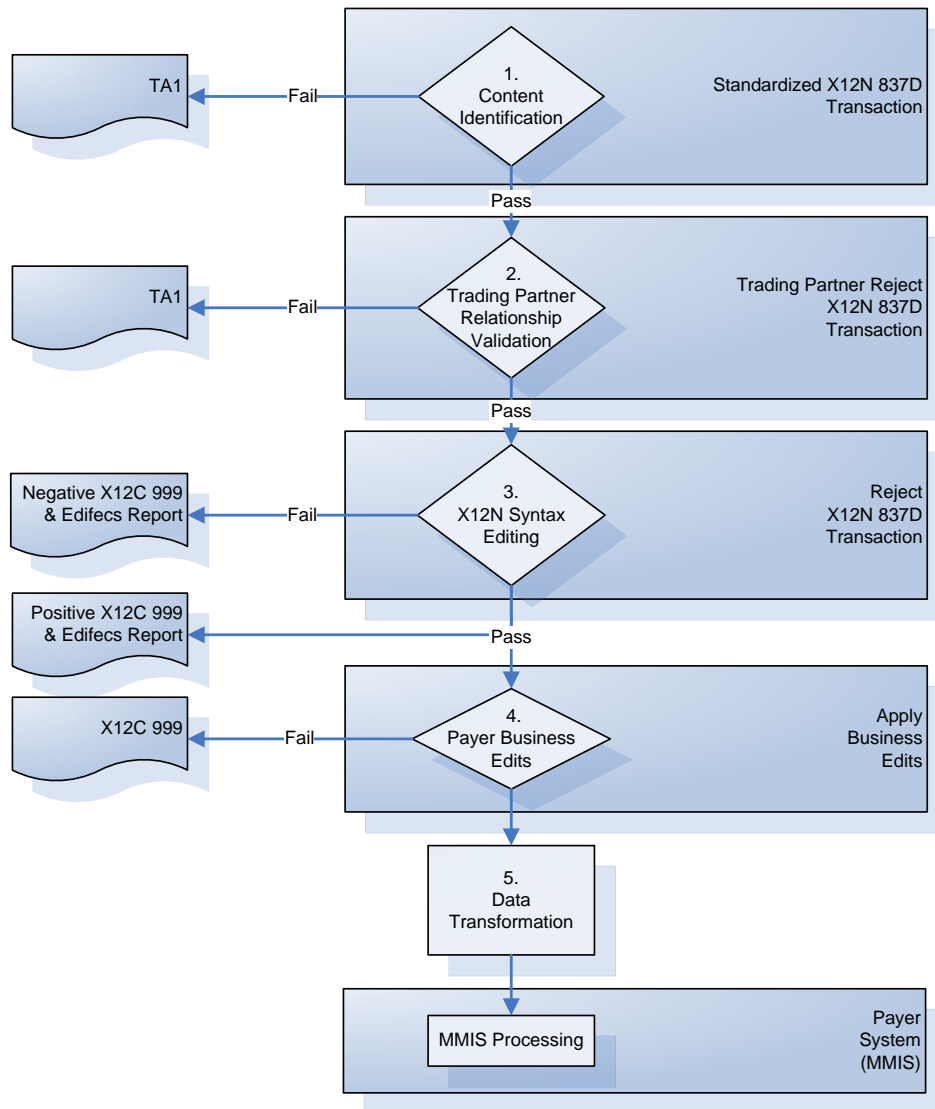 TA1
Fail
1.
Content
Identification
Standardized X12N 837D
Transaction
Pass
TA1
Fail
2.
Trading Partner
Relationship
Validation
Trading Partner Reject
X12N 837D
Transaction
Pass
Negative X12C 999
& Edifecs Report
Fail
3.
X12N Syntax
Editing
Reject
X12N 837D
Transaction
Positive X12C 999
& Edifecs Report
Pass
X12C 999
Fail
4.
Payer Business
Edits
Apply
Business
Edits
5.
Data
Transformation
MMIS Processing
Payer
System
(MMIS)